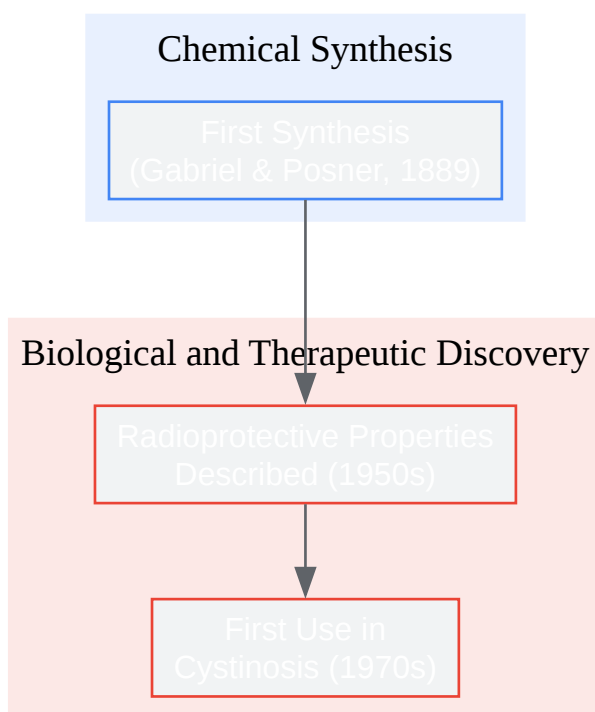 Chemical Synthesis
First Synthesis
(Gabriel & Posner, 1889)
Biological and Therapeutic Discovery
Radioprotective Properties
Described (1950s)
First Use in
Cystinosis (1970s)